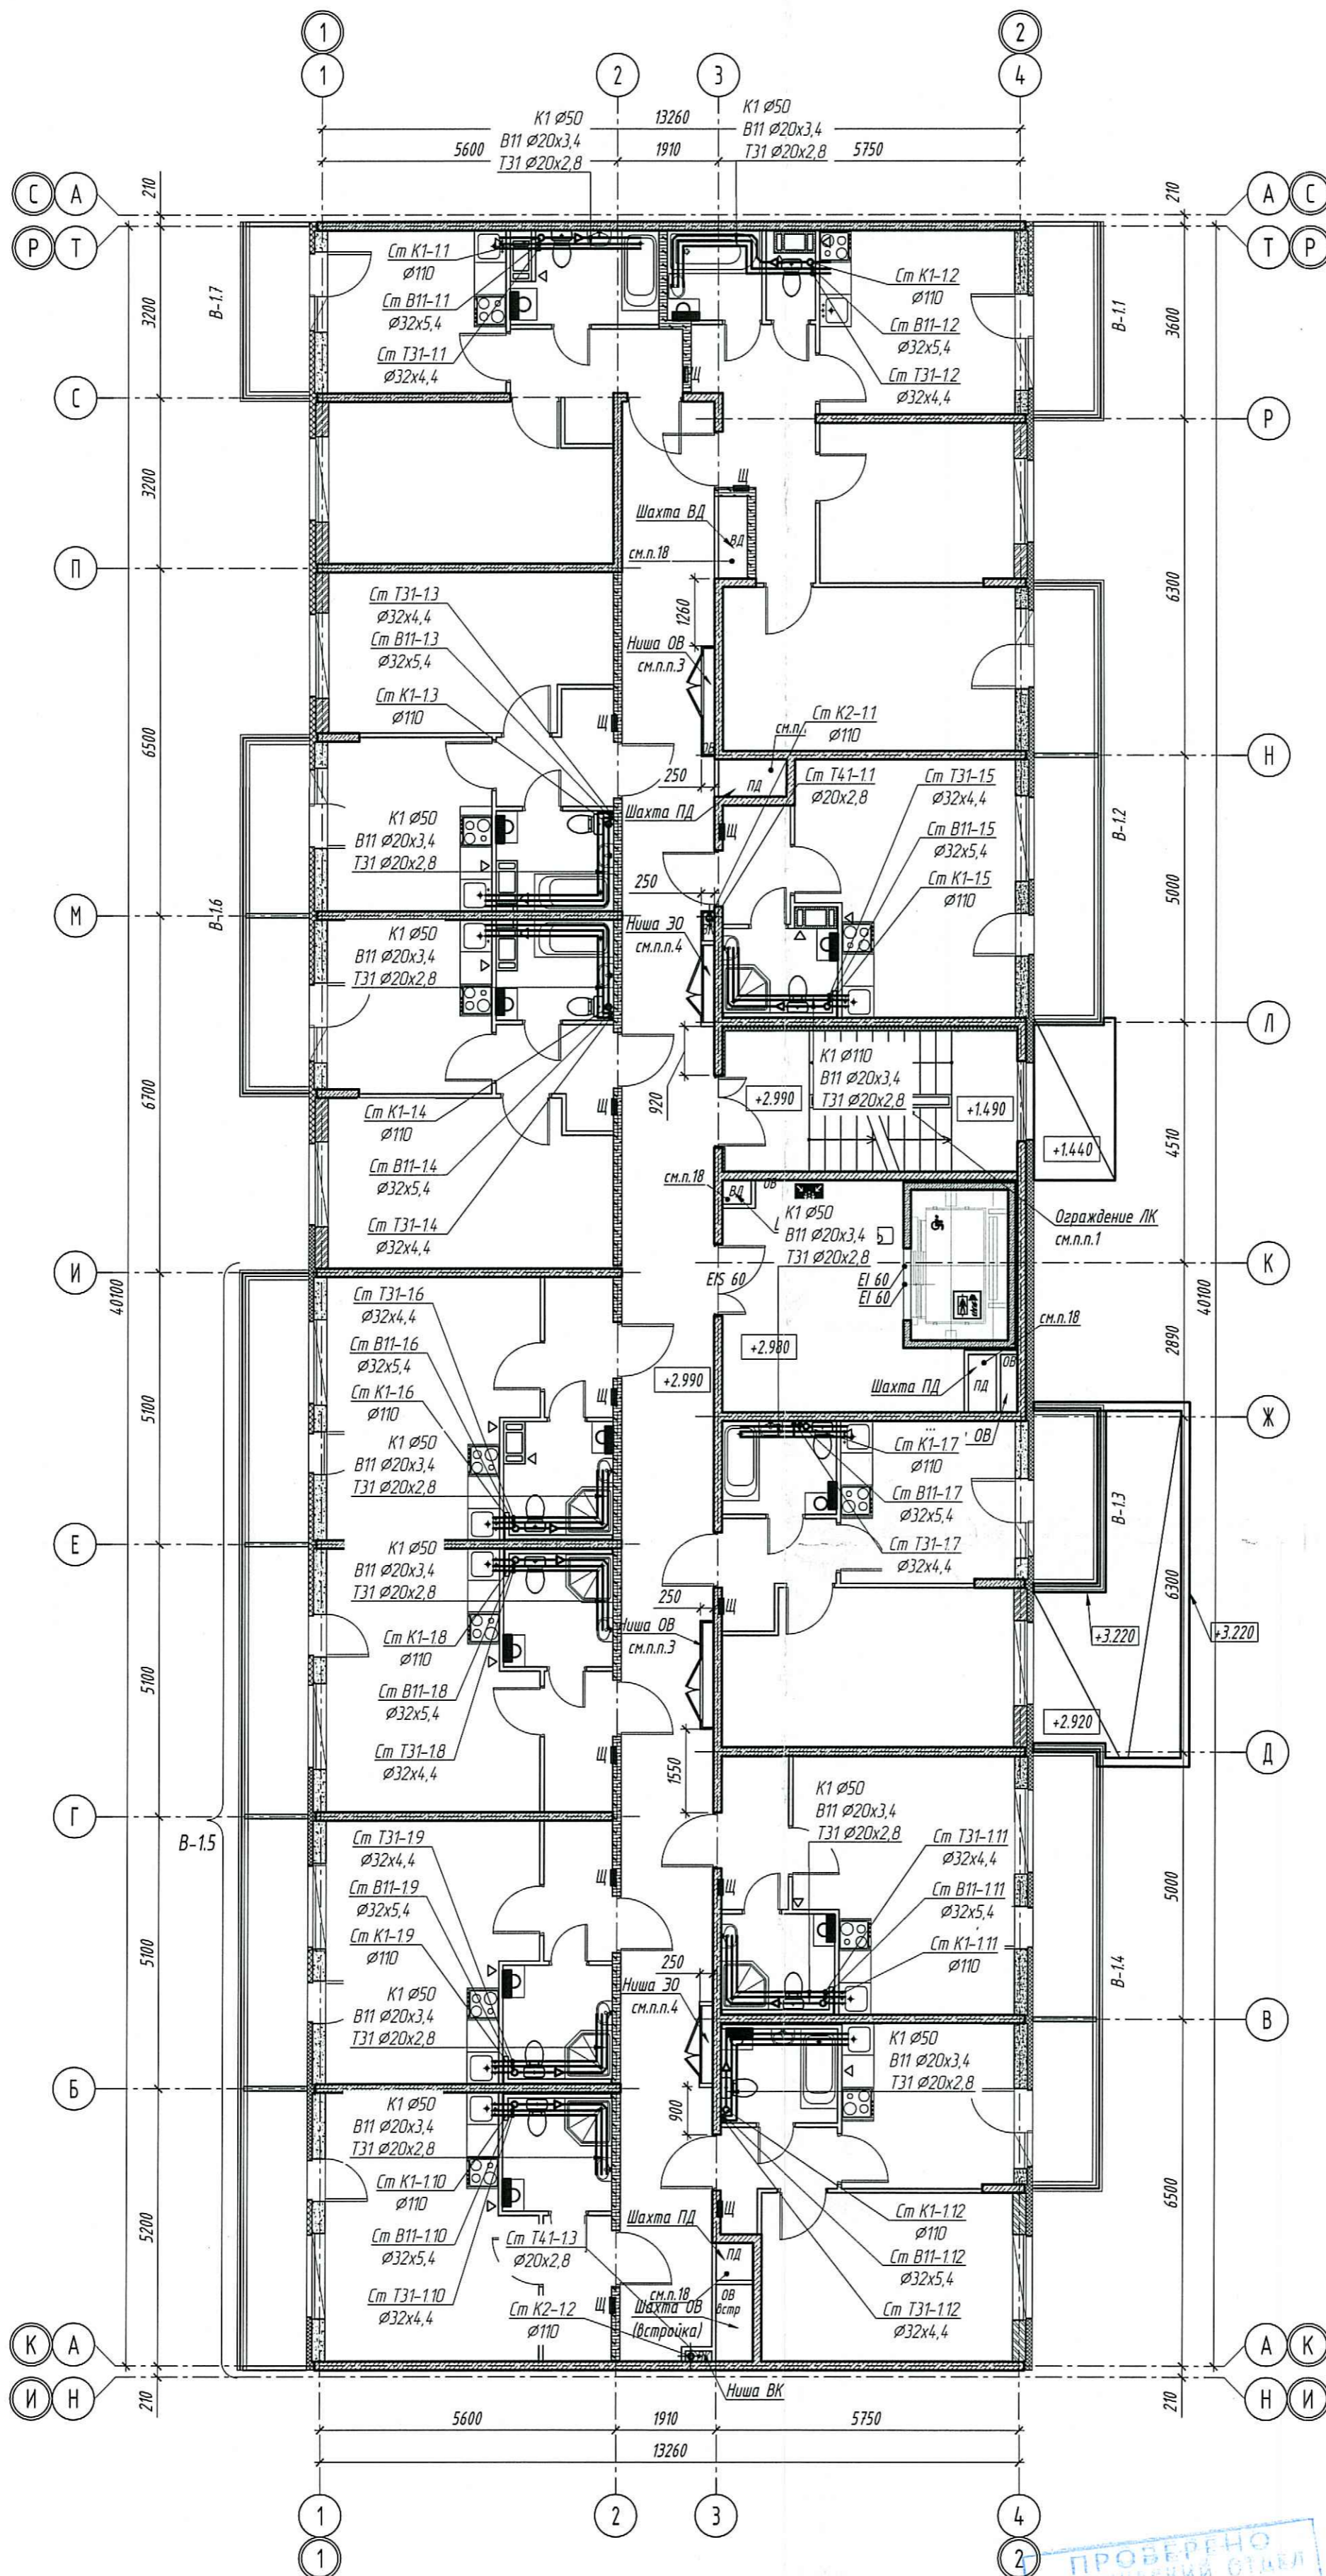 1
2
1
2
3
4
К1 Ø50
В11 Ø20х3,4
Т31 Ø20х2,8
13260
К1 Ø50
В11 Ø20х3,4
Т31 Ø20х2,8
5600
1910
5750
210
210
С
А
А
С
Р
Т
Т
Р
Ст К1-1.1
Ø110
Ст В11-1.1
Ø32х5,4
Ст Т31-1.1
Ø32х4,4
Ст К1-1.2
Ø110
Ст В11-1.2
Ø32х5,4
Ст Т31-1.2
Ø32х4,4
В-1.7
3200
В-1.1
3600
Щ
С
Р
3200
Щ
Шахта ВД
ВД
см.п.18
П
6300
1260
Ст Т31-1.3
Ø32х4,4
Ст В11-1.3
Ø32х5,4
Ст К1-1.3
Ø110
Ниша ОВ
см.п.п.3
ОВ
Щ
6500
Ст К2-1.1
Ø110
см.п.
Н
250
ПД
Шахта ПД
Ст Т41-1.1
Ø20х2,8
Ст Т31-1.5
Ø32х4,4
Ст В11-1.5
Ø32х5,4
Ст К1-1.5
Ø110
Щ
К1 Ø50
В11 Ø20х3,4
Т31 Ø20х2,8
В-1.2
5000
250
М
В-1.6
К1 Ø50
В11 Ø20х3,4
Т31 Ø20х2,8
Ниша ЭО
см.п.п.4
Л
6700
920
К1 Ø110
В11 Ø20х3,4
Т31 Ø20х2,8
+2.990
+1.490
+1.440
4510
Щ
Ст К1-1.4
Ø110
Ст В11-1.4
Ø32х5,4
Ст Т31-1.4
Ø32х4,4
см.п.18
ВД
ОВ
К1 Ø50
В11 Ø20х3,4
Т31 Ø20х2,8
Ограждение ЛК
см.п.п.1
И
К
EIS 60
EI 60
EI 60
40100
40100
Ст Т31-1.6
Ø32х4,4
Ст В11-1.6
Ø32х5,4
Ст К1-1.6
Ø110
+2.980
+2.990
см.п.18
2890
Шахта ПД
ПД
ОВ
Щ
5100
Ж
ОВ
К1 Ø50
В11 Ø20х3,4
Т31 Ø20х2,8
Ст К1-1.7
Ø110
Ст В11-1.7
Ø32х5,4
Ст Т31-1.7
Ø32х4,4
В-1.3
Е
К1 Ø50
В11 Ø20х3,4
Т31 Ø20х2,8
250
Щ
6300
Ниша ОВ
см.п.п.3
+3.220
+3.220
Ст К1-1.8
Ø110
Ст В11-1.8
Ø32х5,4
Ст Т31-1.8
Ø32х4,4
5100
+2.920
Щ
1550
Д
Г
К1 Ø50
В11 Ø20х3,4
Т31 Ø20х2,8
В-1.5
Ст Т31-1.9
Ø32х4,4
Ст В11-1.9
Ø32х5,4
Ст К1-1.9
Ø110
Щ
Щ
Ст Т31-1.11
Ø32х4,4
Ст В11-1.11
Ø32х5,4
Ст К1-1.11
Ø110
5000
5100
250
В-1.4
Ниша ЭО
см.п.п.4
К1 Ø50
В11 Ø20х3,4
Т31 Ø20х2,8
В
К1 Ø50
В11 Ø20х3,4
Т31 Ø20х2,8
Б
900
К1 Ø50
В11 Ø20х3,4
Т31 Ø20х2,8
Ст К1-1.10
Ø110
Ст В11-1.10
Ø32х5,4
Ст Т31-1.10
Ø32х4,4
5200
6500
Щ
Ст К1-1.12
Ø110
Ст В11-1.12
Ø32х5,4
Ст Т31-1.12
Ø32х4,4
Шахта ПД
ПД
Ст Т41-1.3
Ø20х2,8
см.п.18
Щ
Шахта ОВ
(встройка)
ОВ
встр
Ст К2-1.2
Ø110
Ниша ВК
К
А
А
К
И
Н
Н
И
210
210
5600
1910
5750
13260
1
2
3
4
1
2
ПРОВЕРЕНО
ОТДЕЛ